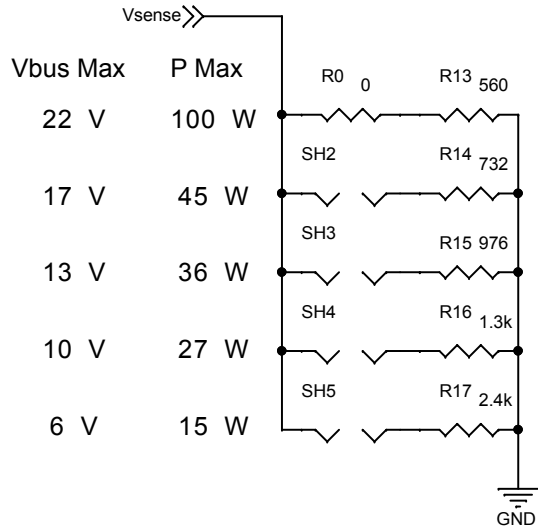 Vsense
Vbus Max P Max R0 0 R13 560
22 V 100 W
SH2 R14 732
17 V 45 W
SH3 R15 976
13 V 36 W
SH4 R16 1.3k
10 V 27 W
SH5 R17 2.4k
6 V 15 W
GND